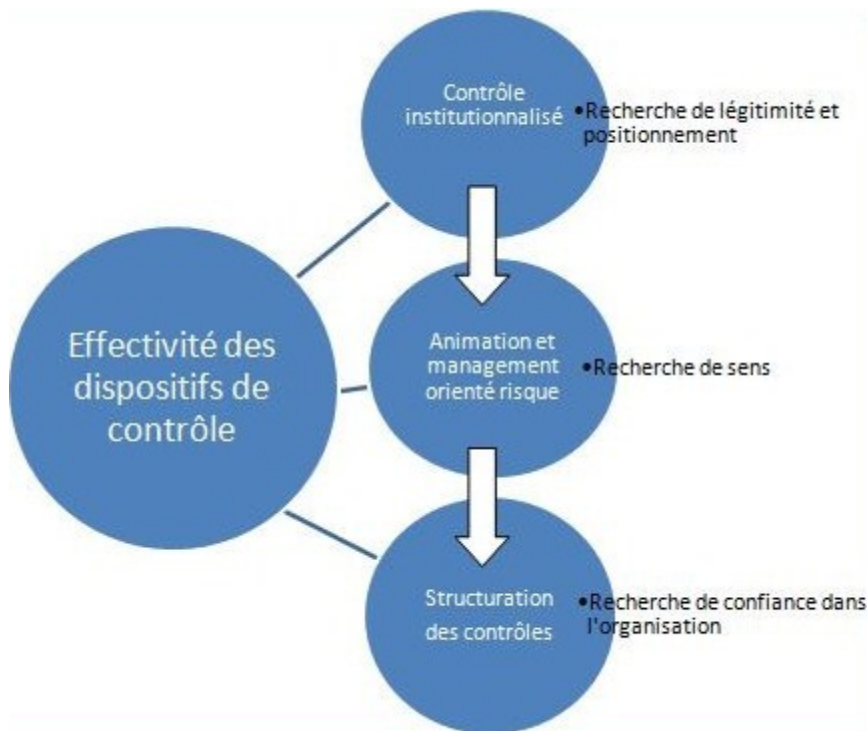 Contrôle
institutionnalisé
•Recherche de légitimité et
positionnement
Effectivité des
dispositifs de
contrôle
Animation et
management
orienté risque
•Recherche de sens
Structuration
des contrôles
•Recherche de confiance dans
l'organisation